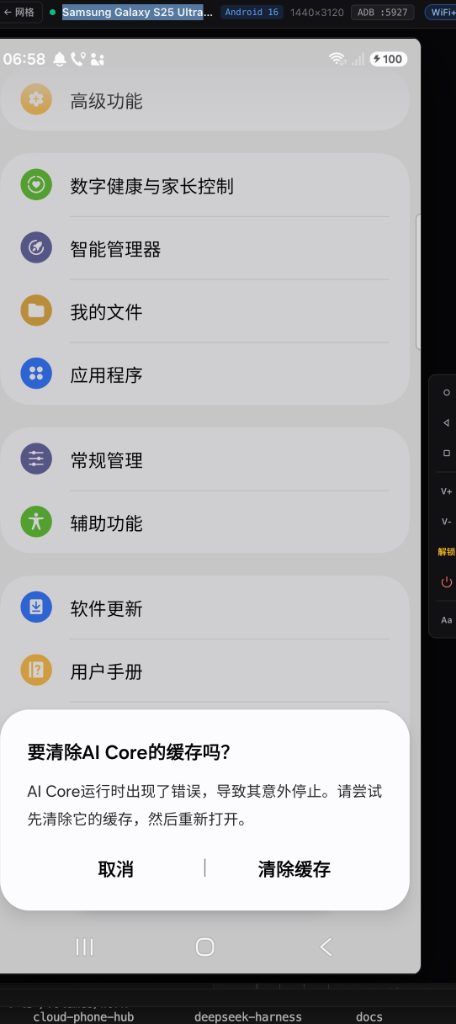 ← 网格 Samsung Galaxy S25 Ultra... Android 16 1440×3120 ADB :5927 WiFi+
06:58 100
高级功能
数字健康与家长控制
智能管理器
我的文件
应用程序
常规管理
V+
辅助功能
V-
解锁
软件更新
Aa
用户手册
要清除AI Core的缓存吗?
AI Core运行时出现了错误，导致其意外停止。请尝试
先清除它的缓存，然后重新打开。
取消 | 清除缓存
cloud-phone-hub deepseek-harness docs